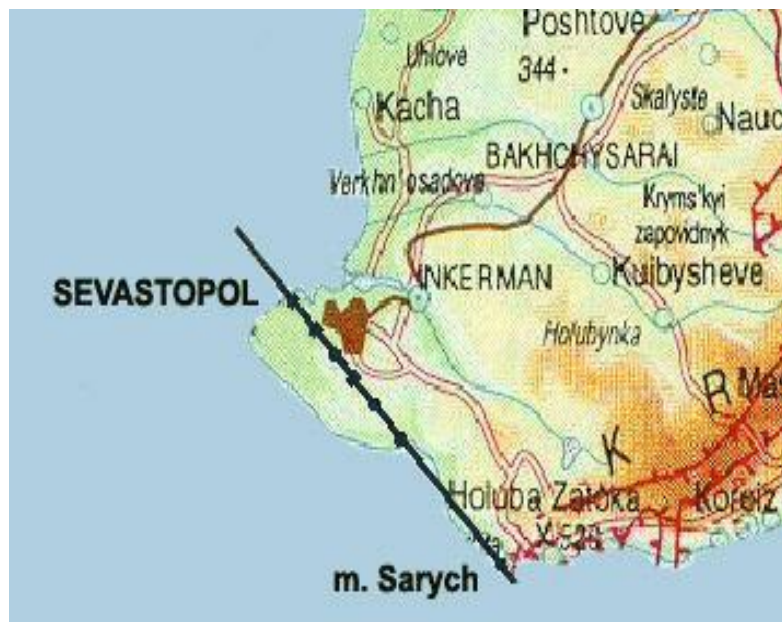 Poshtove
Uhlove
344
Skalyste
Kacha
Nauc
BAKHCHYSARAI
Verkhn'osadove
Kryms'kyi
zapovidnyk
SEVASTOPOL
INKERMAN
Kuibysheve
Holubynka
R
K
Holuba Zatoka
Koreiz
m. Sarych